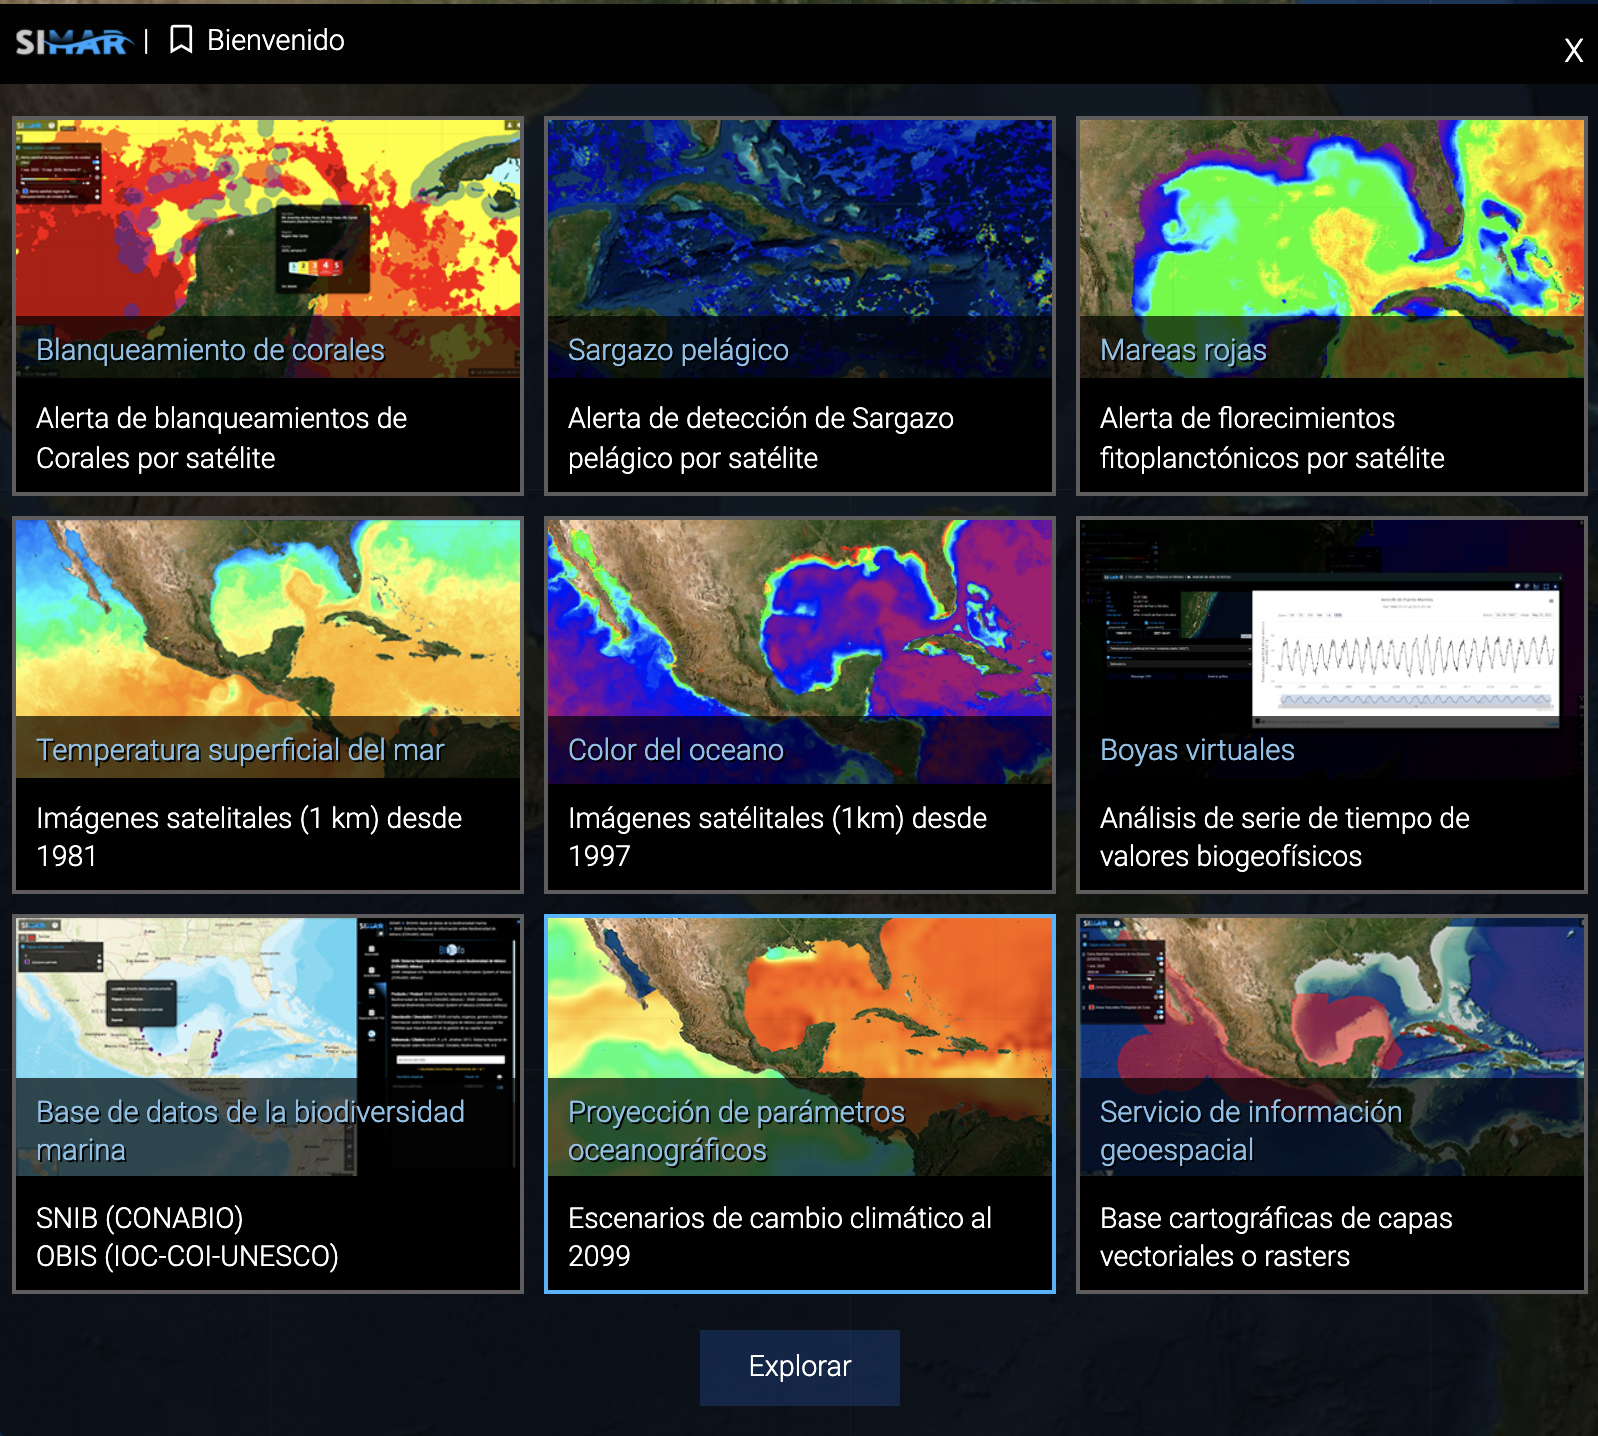 SIMAR | Bienvenido
X
Blanqueamiento de corales
Alerta de blanqueamientos de
Corales por satélite
Sargazo pelágico
Alerta de detección de Sargazo
pelágico por satélite
Mareas rojas
Alerta de florecimientos
fitoplanctónicos por satélite
Temperatura superficial del mar
Imágenes satelitales (1 km) desde
1981
Color del oceano
Imágenes satélitales (1km) desde
1997
Boyas virtuales
Análisis de serie de tiempo de
valores biogeofísicos
Base de datos de la biodiversidad
marina
SNIB (CONABIO)
OBIS (IOC-COI-UNESCO)
Proyección de parámetros
oceanográficos
Escenarios de cambio climático al
2099
Servicio de información
geoespacial
Base cartográficas de capas
vectoriales o rasters
Explorar